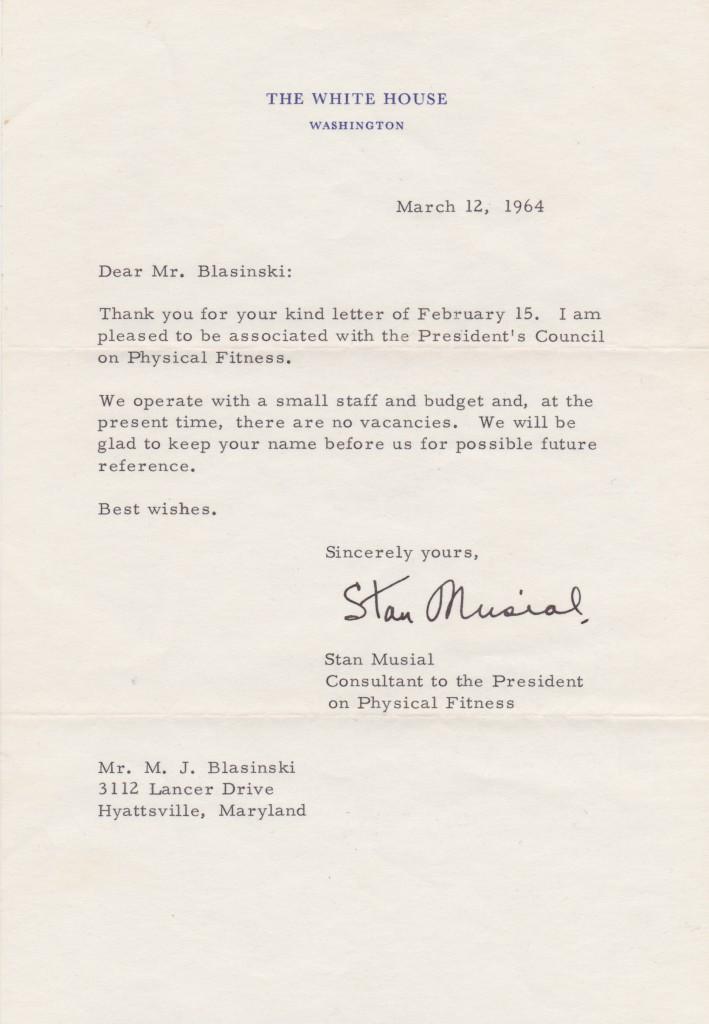 THE WHITE HOUSE
WASHINGTON
March 12, 1964
Dear Mr. Blasinski:
Thank you for your kind letter of February 15. I am
pleased to be associated with the President's Council
on Physical Fitness.
We operate with a small staff and budget and, at the
present time, there are no vacancies. We will be
glad to keep your name before us for possible future
reference.
Best wishes.
Sincerely yours,
Stan Musial
Stan Musial
Consultant to the President
on Physical Fitness
Mr. M. J. Blasinski
3112 Lancer Drive
Hyattsville, Maryland